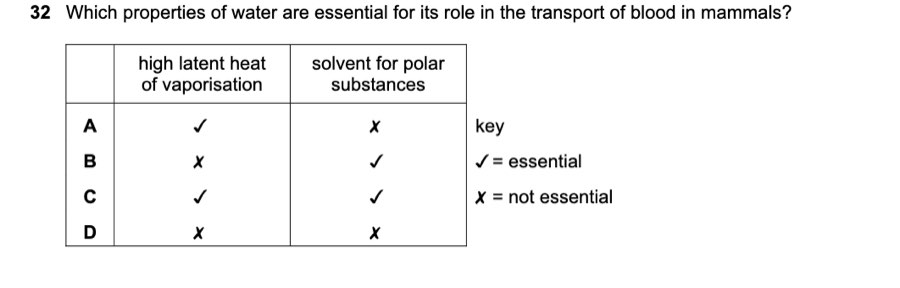 32 Which properties of water are essential for its role in the transport of blood in mammals?
high latent heat of vaporisation | solvent for polar substances
A ✓ ✗ key
B ✗ ✓ ✓ = essential
C ✓ ✓ ✗ = not essential
D ✗ ✗